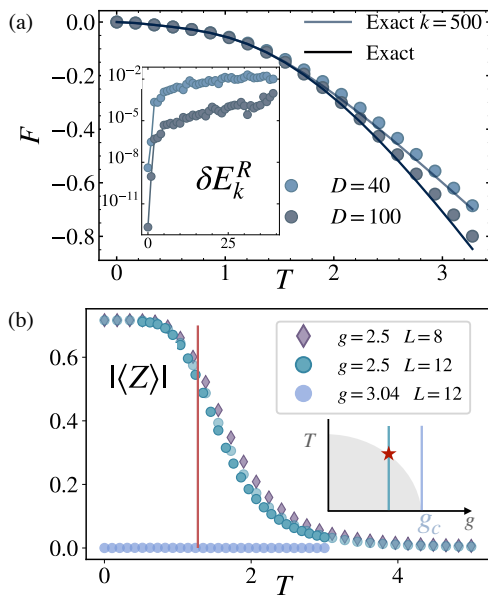 (a)
Exact k = 500
Exact
0.0
−0.2
−0.4
−0.6
−0.8
F
10⁻²
10⁻⁵
10⁻⁸
10⁻¹¹
δE_k^R
0 25
D = 40
D = 100
0 1 2 3
T
(b)
|⟨Z⟩|
g = 2.5 L = 8
g = 2.5 L = 12
g = 3.04 L = 12
0.6
0.4
0.2
0.0
T
g_c
g
0 2 4
T